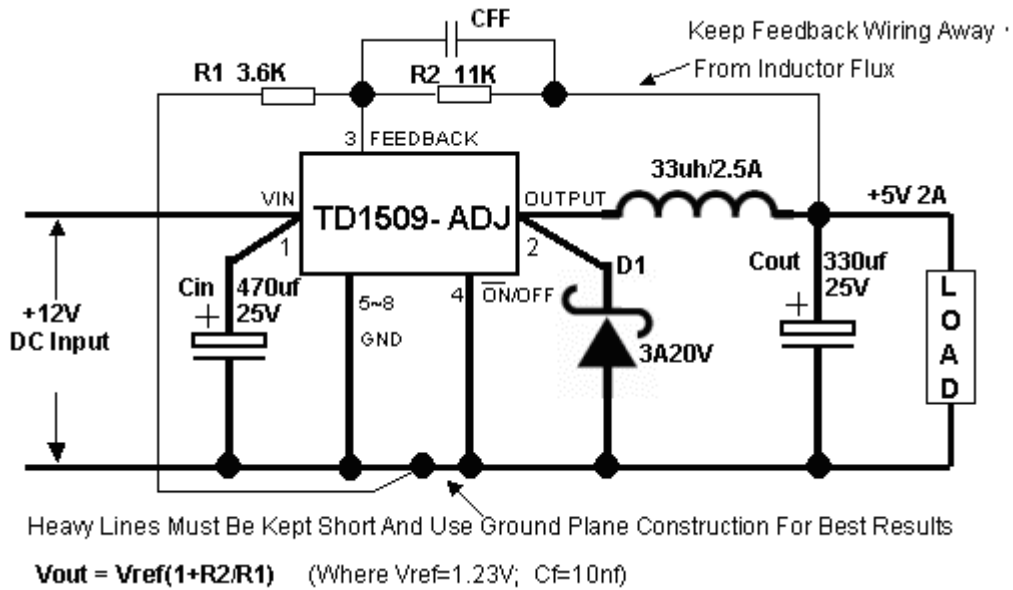 CFF
Keep Feedback Wiring Away
From Inductor Flux
R1 3.6K
R2 11K
3 FEEDBACK
33uh/2.5A
VIN
OUTPUT
+5V 2A
TD1509- ADJ
1
2
D1
Cin
470uf
25V
+
5~8
GND
4
ON/OFF
Cout
330uf
25V
+
+12V
DC Input
3A20V
L
O
A
D
Heavy Lines Must Be Kept Short And Use Ground Plane Construction For Best Results
Vout = Vref(1+R2/R1) (Where Vref=1.23V; Cf=10nf)